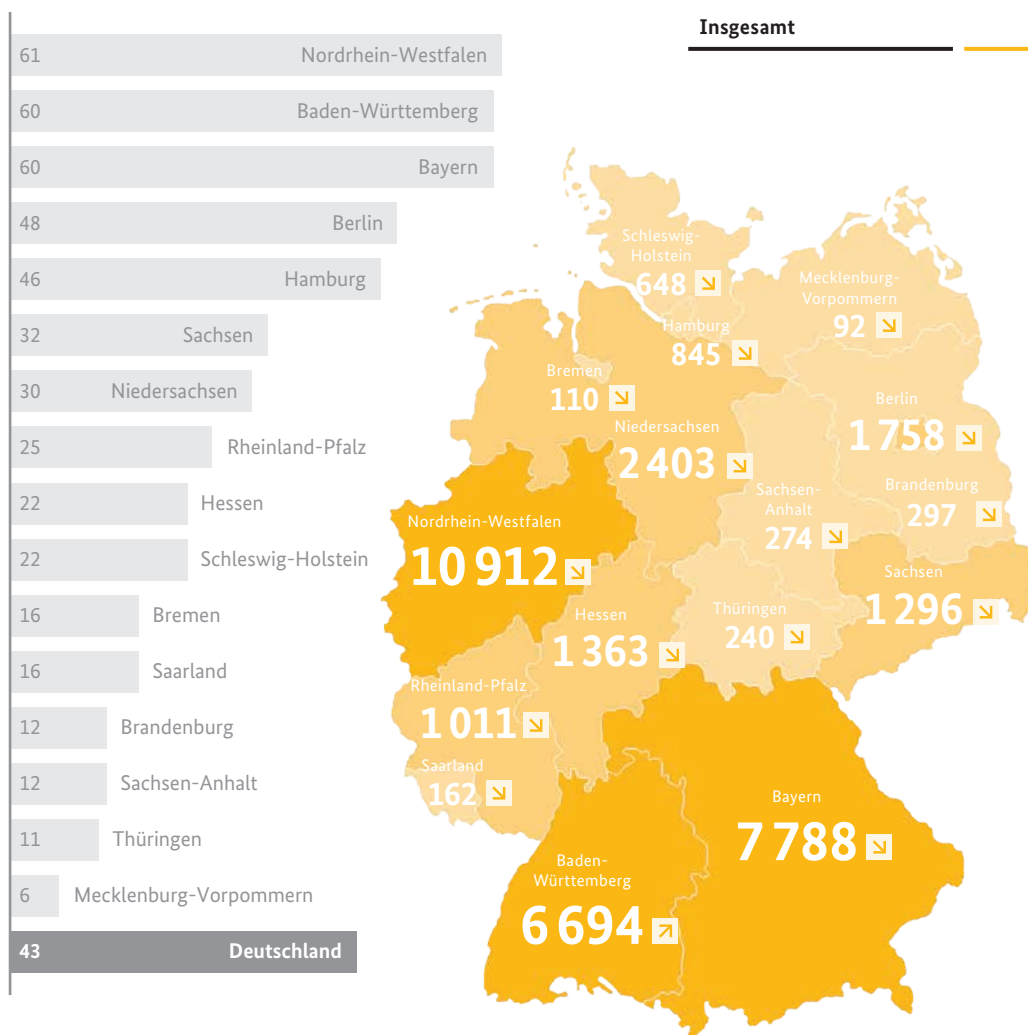 61 Nordrhein-Westfalen
60 Baden-Württemberg
60 Bayern
48 Berlin
46 Hamburg
32 Sachsen
30 Niedersachsen
25 Rheinland-Pfalz
22 Hessen
22 Schleswig-Holstein
16 Bremen
16 Saarland
12 Brandenburg
12 Sachsen-Anhalt
11 Thüringen
6 Mecklenburg-Vorpommern
43 Deutschland
Insgesamt
Schleswig-
Holstein
648
Mecklenburg-
Vorpommern
92
Hamburg
845
Bremen
110
Niedersachsen
2 403
Berlin
1 758
Brandenburg
297
Sachsen-
Anhalt
274
Nordrhein-Westfalen
10 912
Sachsen
1 296
Hessen
1 363
Thüringen
240
Rheinland-Pfalz
1 011
Saarland
162
Bayern
7 788
Baden-
Württemberg
6 694